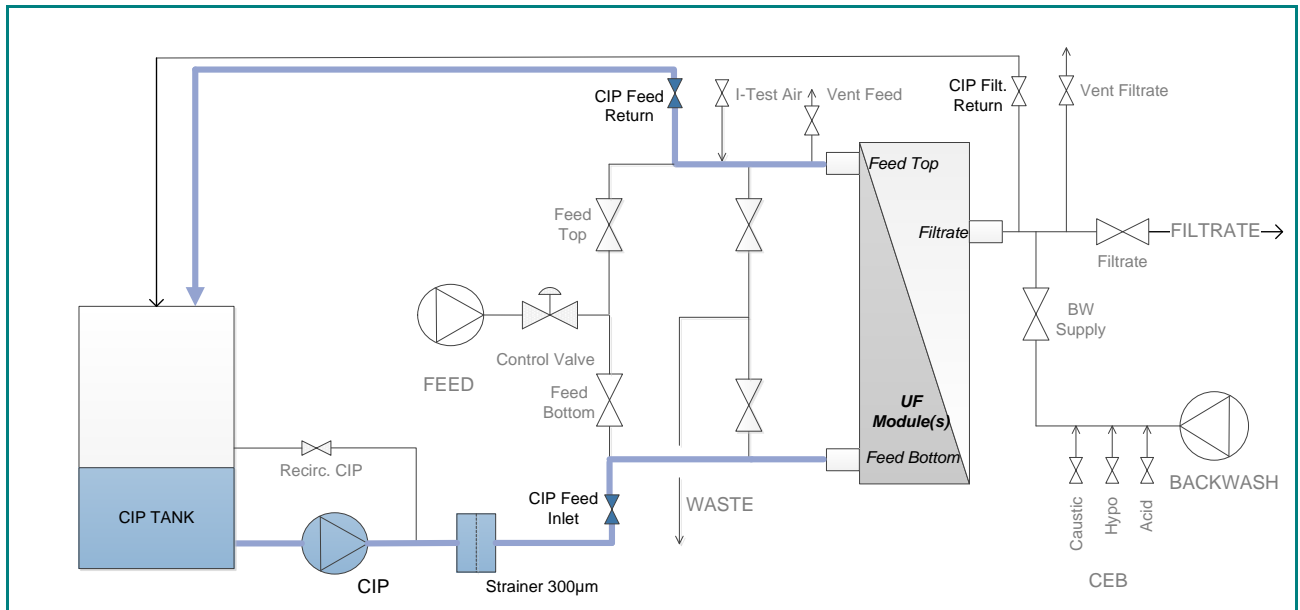 CIP Feed
Return
I-Test Air
Vent Feed
CIP Filt.
Return
Vent Filtrate
Feed Top
Feed
Top
Filtrate
FILTRATE
Filtrate
BW
Supply
Control Valve
FEED
Feed
Bottom
UF
Module(s)
Feed Bottom
Recirc. CIP
CIP TANK
CIP Feed
Inlet
WASTE
BACKWASH
Caustic
Hypo
Acid
CEB
CIP
Strainer 300µm